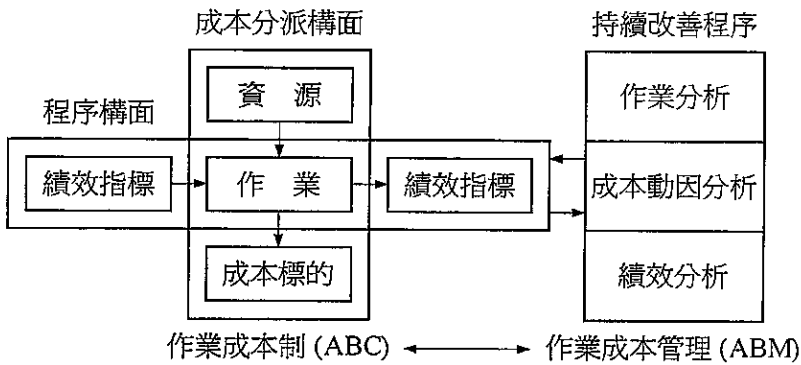 成本分派構面
持續改善程序
資源
作業分析
程序構面
績效指標
作業
績效指標
成本動因分析
成本標的
績效分析
作業成本制 (ABC)
作業成本管理 (ABM)